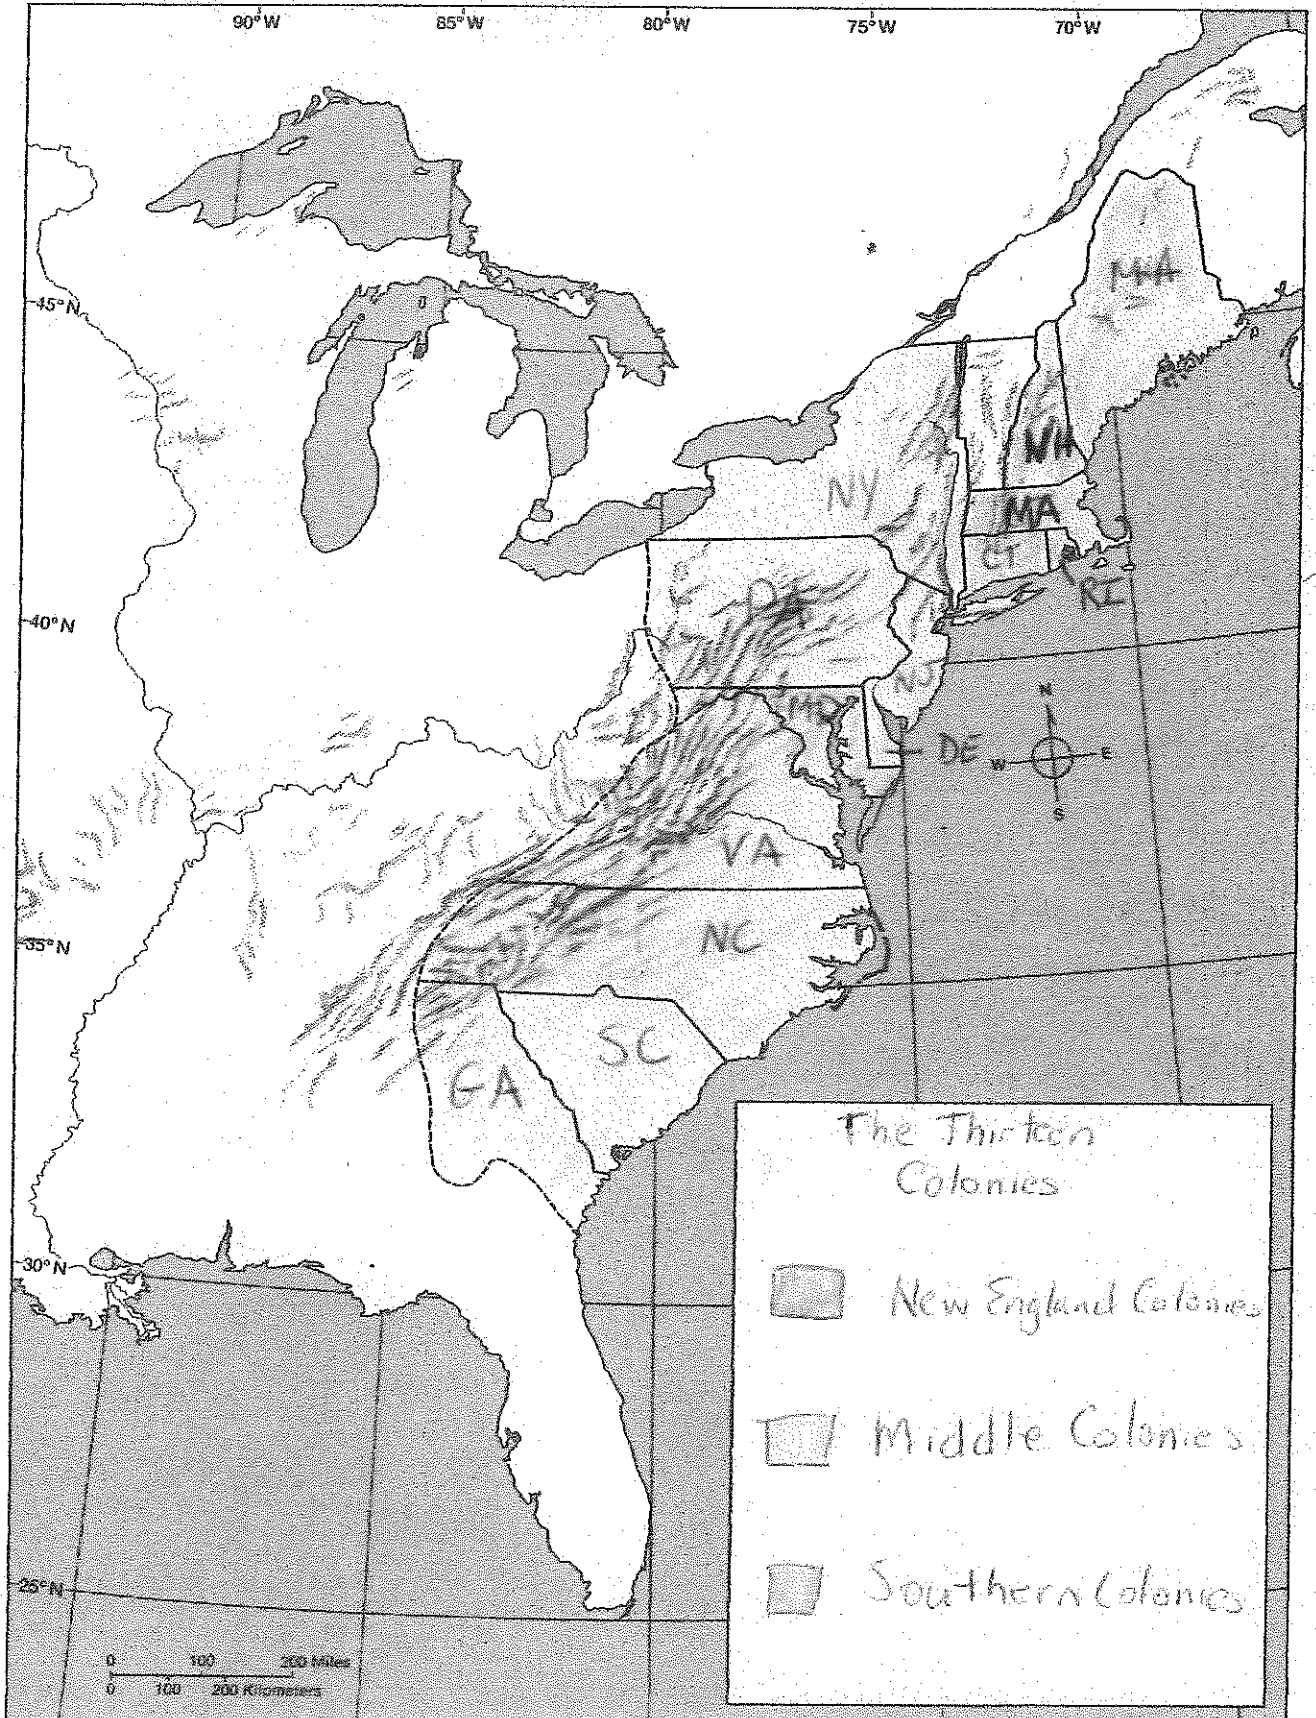 90°W
85°W
80°W
75°W
70°W
45°N
MA
NH
NY
MA
CT
RI
PA
40°N
NJ
N
MD
DE
W
E
S
VA
35°N
NC
SC
GA
The Thirteen
Colonies
30°N
New England Colonies
Middle Colonies
25°N
Southern Colonies
0 100 200 Miles
0 100 200 Kilometers